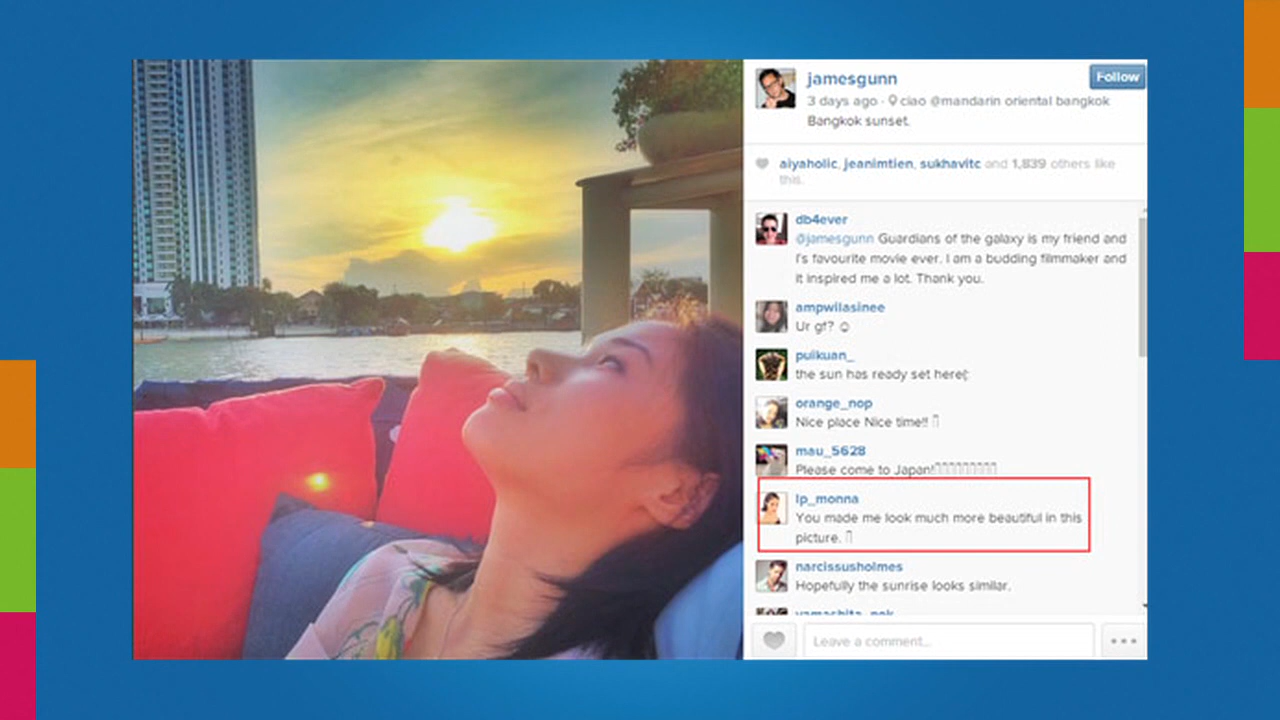 jamesgunn
Follow
3 days ago · ciao @mandarin oriental bangkok
Bangkok sunset.
aiyaholic, jeanimtien, sukhavitc and 1,839 others like
this.
db4ever
@jamesgunn Guardians of the galaxy is my friend and
I's favourite movie ever. I am a budding filmmaker and
it inspired me a lot. Thank you.
ampwilasinee
Ur gf? ☺
puikuan_
the sun has ready set here(:
orange_nop
Nice place Nice time!!
mau_5628
Please come to Japan!
lp_monna
You made me look much more beautiful in this
picture.
narcissusholmes
Hopefully the sunrise looks similar.
Leave a comment...